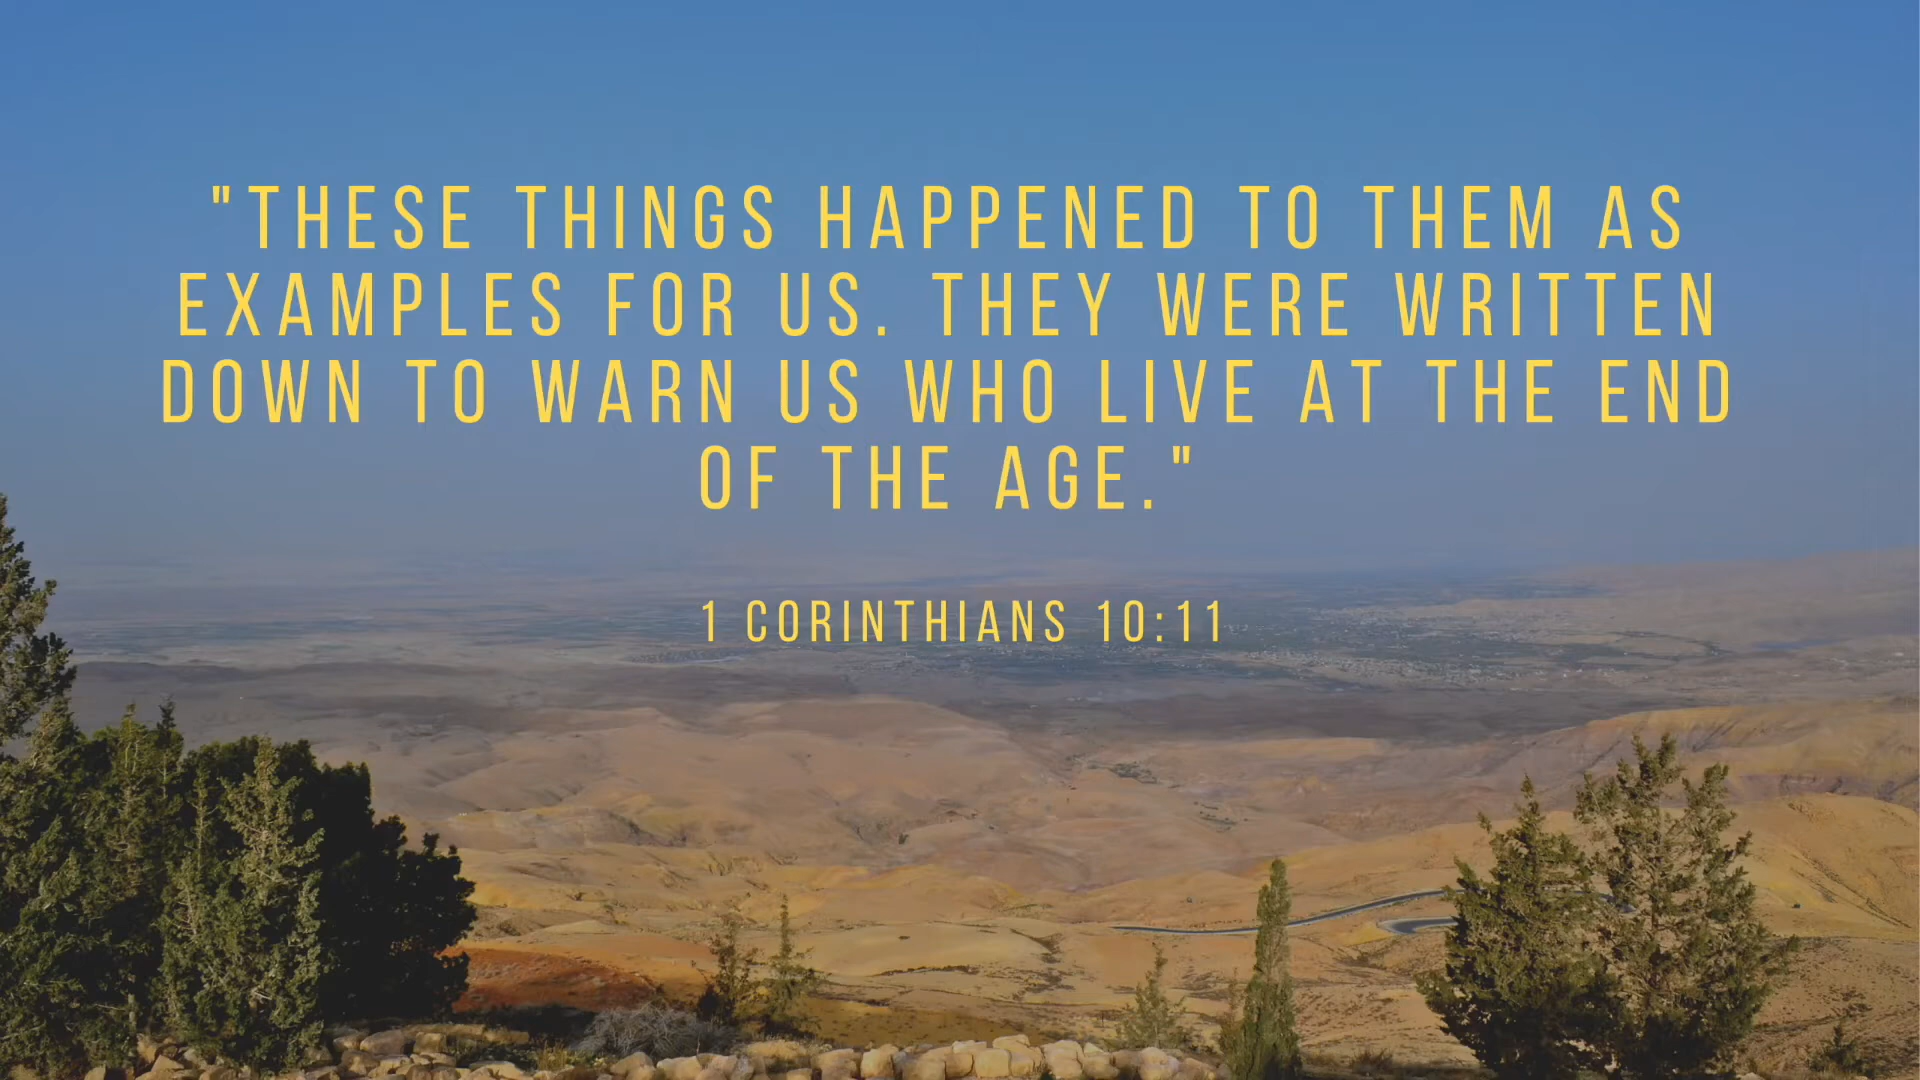 "THESE THINGS HAPPENED TO THEM AS
EXAMPLES FOR US. THEY WERE WRITTEN
DOWN TO WARN US WHO LIVE AT THE END
OF THE AGE."
1 CORINTHIANS 10:11